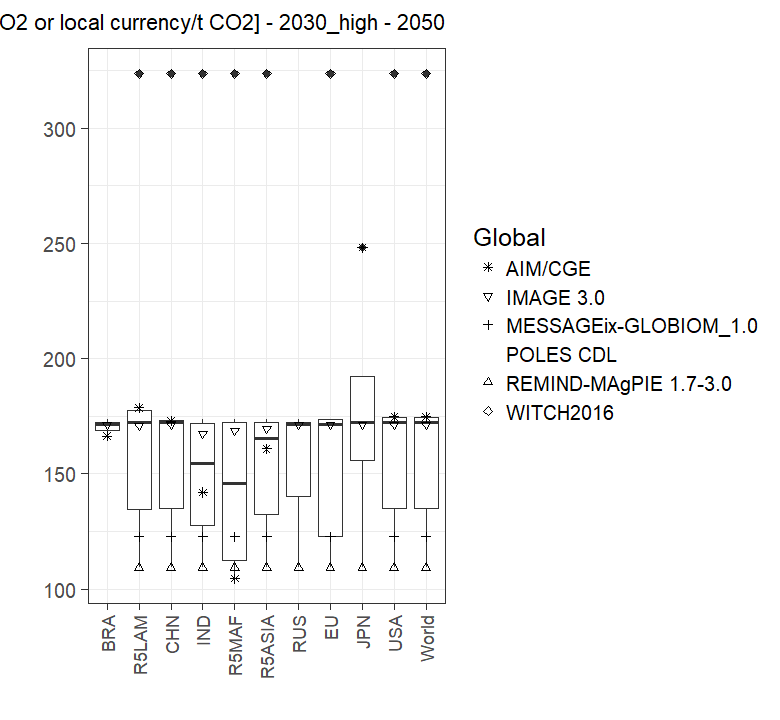 O2 or local currency/t CO2] - 2030_high - 2050
300
250
200
150
100
BRA
R5LAM
CHN
IND
R5MAF
R5ASIA
RUS
EU
JPN
USA
World
Global
AIM/CGE
IMAGE 3.0
MESSAGEix-GLOBIOM_1.0
POLES CDL
REMIND-MAgPIE 1.7-3.0
WITCH2016